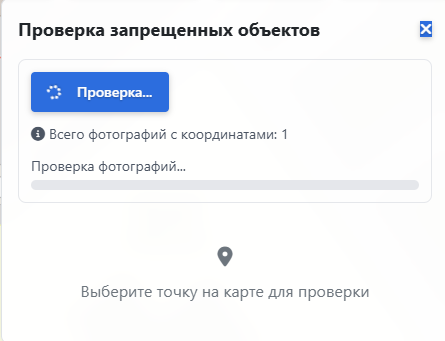 Проверка запрещенных объектов
Проверка...
Всего фотографий с координатами: 1
Проверка фотографий...
Выберите точку на карте для проверки